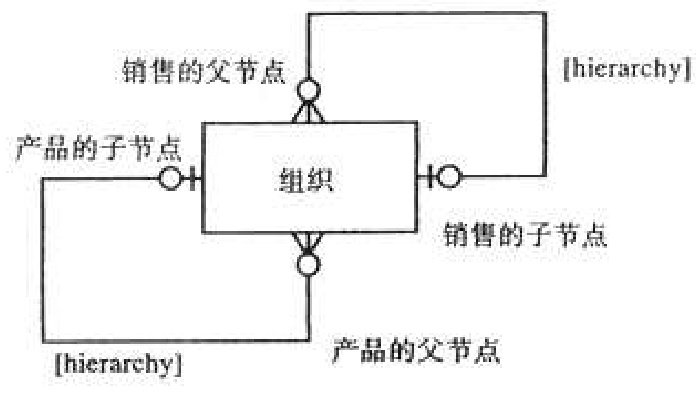 销售的父节点
[hierarchy]
产品的子节点
组织
销售的子节点
产品的父节点
[hierarchy]